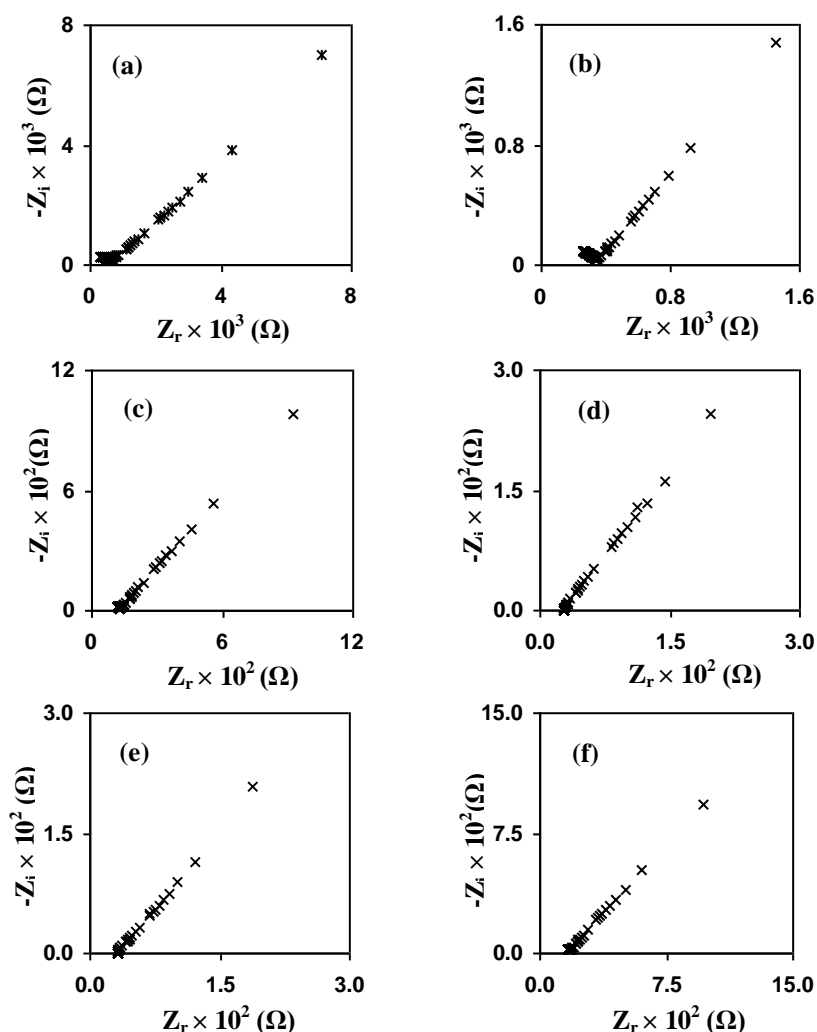 8
(a)
-Zᵢ × 10³ (Ω)
4
0
0 4 8
Zᵣ × 10³ (Ω)
1.6
(b)
-Zᵢ × 10³ (Ω)
0.8
0
0 0.8 1.6
Zᵣ × 10³ (Ω)
12
(c)
-Zᵢ × 10²(Ω)
6
0
0 6 12
Zᵣ × 10² (Ω)
3.0
(d)
-Zᵢ × 10²(Ω)
1.5
0.0
0.0 1.5 3.0
Zᵣ × 10² (Ω)
3.0
(e)
-Zᵢ × 10² (Ω)
1.5
0.0
0.0 1.5 3.0
Zᵣ × 10² (Ω)
15.0
(f)
-Zᵢ × 10²(Ω)
7.5
0.0
0.0 7.5 15.0
Zᵣ × 10² (Ω)